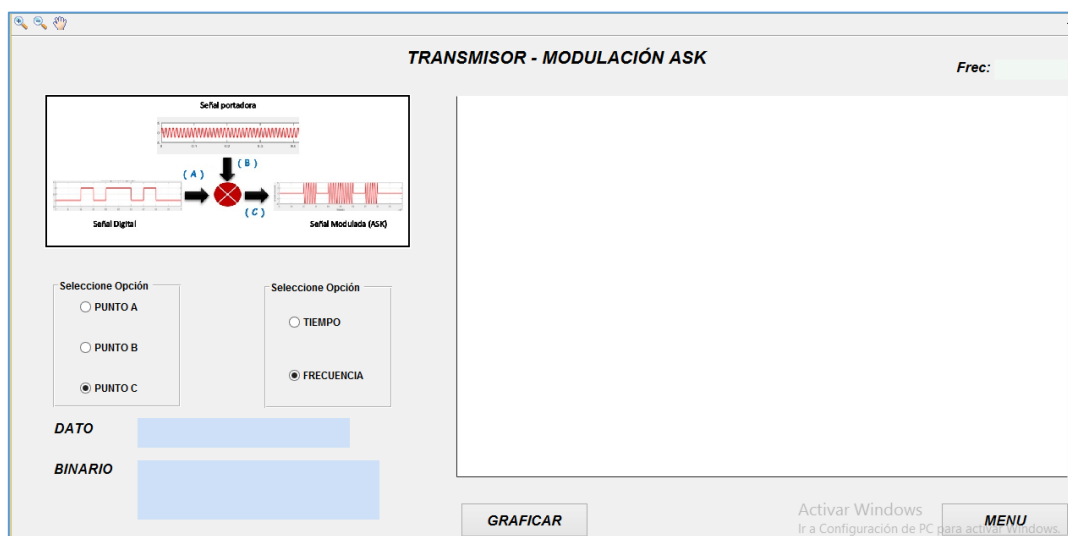 TRANSMISOR - MODULACIÓN ASK
Frec:
Señal portadora
( B )
( A )
( C )
Señal Digital
Señal Modulada (ASK)
Seleccione Opción
PUNTO A
PUNTO B
PUNTO C
Seleccione Opción
TIEMPO
FRECUENCIA
DATO
BINARIO
GRAFICAR
MENU
Activar Windows
Ir a Configuración de PC para activar Windows.